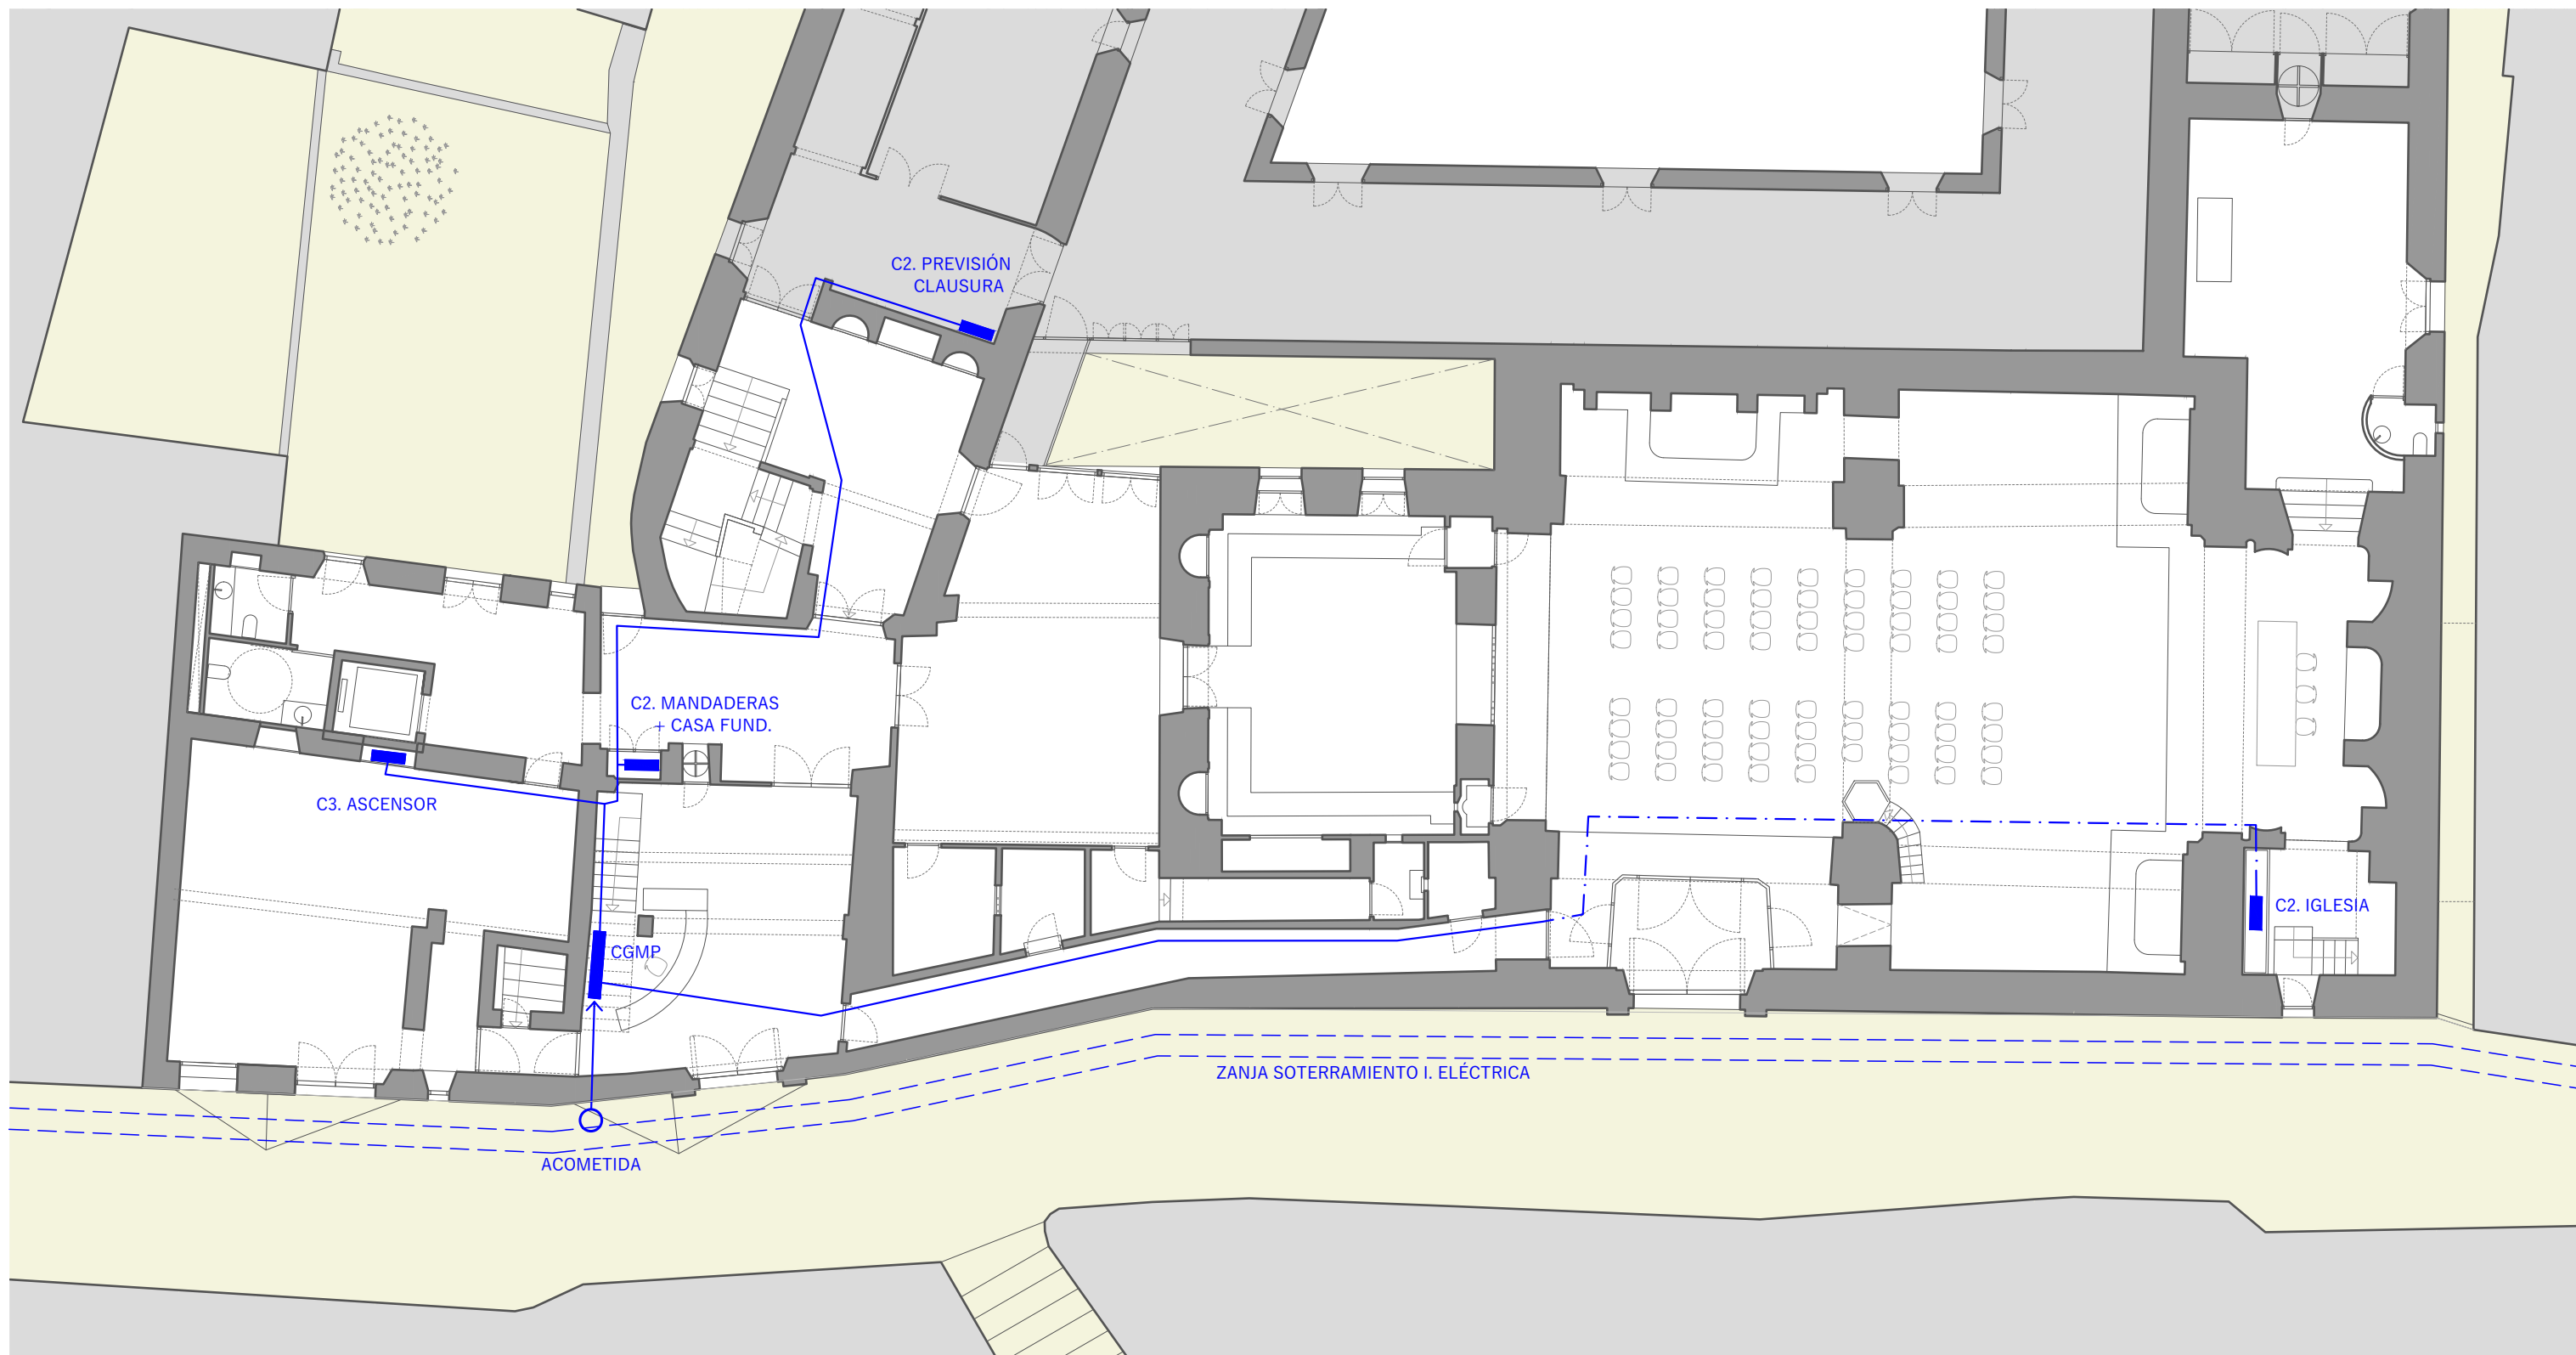 C2. PREVISIÓN
CLAUSURA
C2. MANDADERAS
+ CASA FUND.
C3. ASCENSOR
C2. IGLESIA
CGMP
ZANJA SOTERRAMIENTO I. ELÉCTRICA
ACOMETIDA